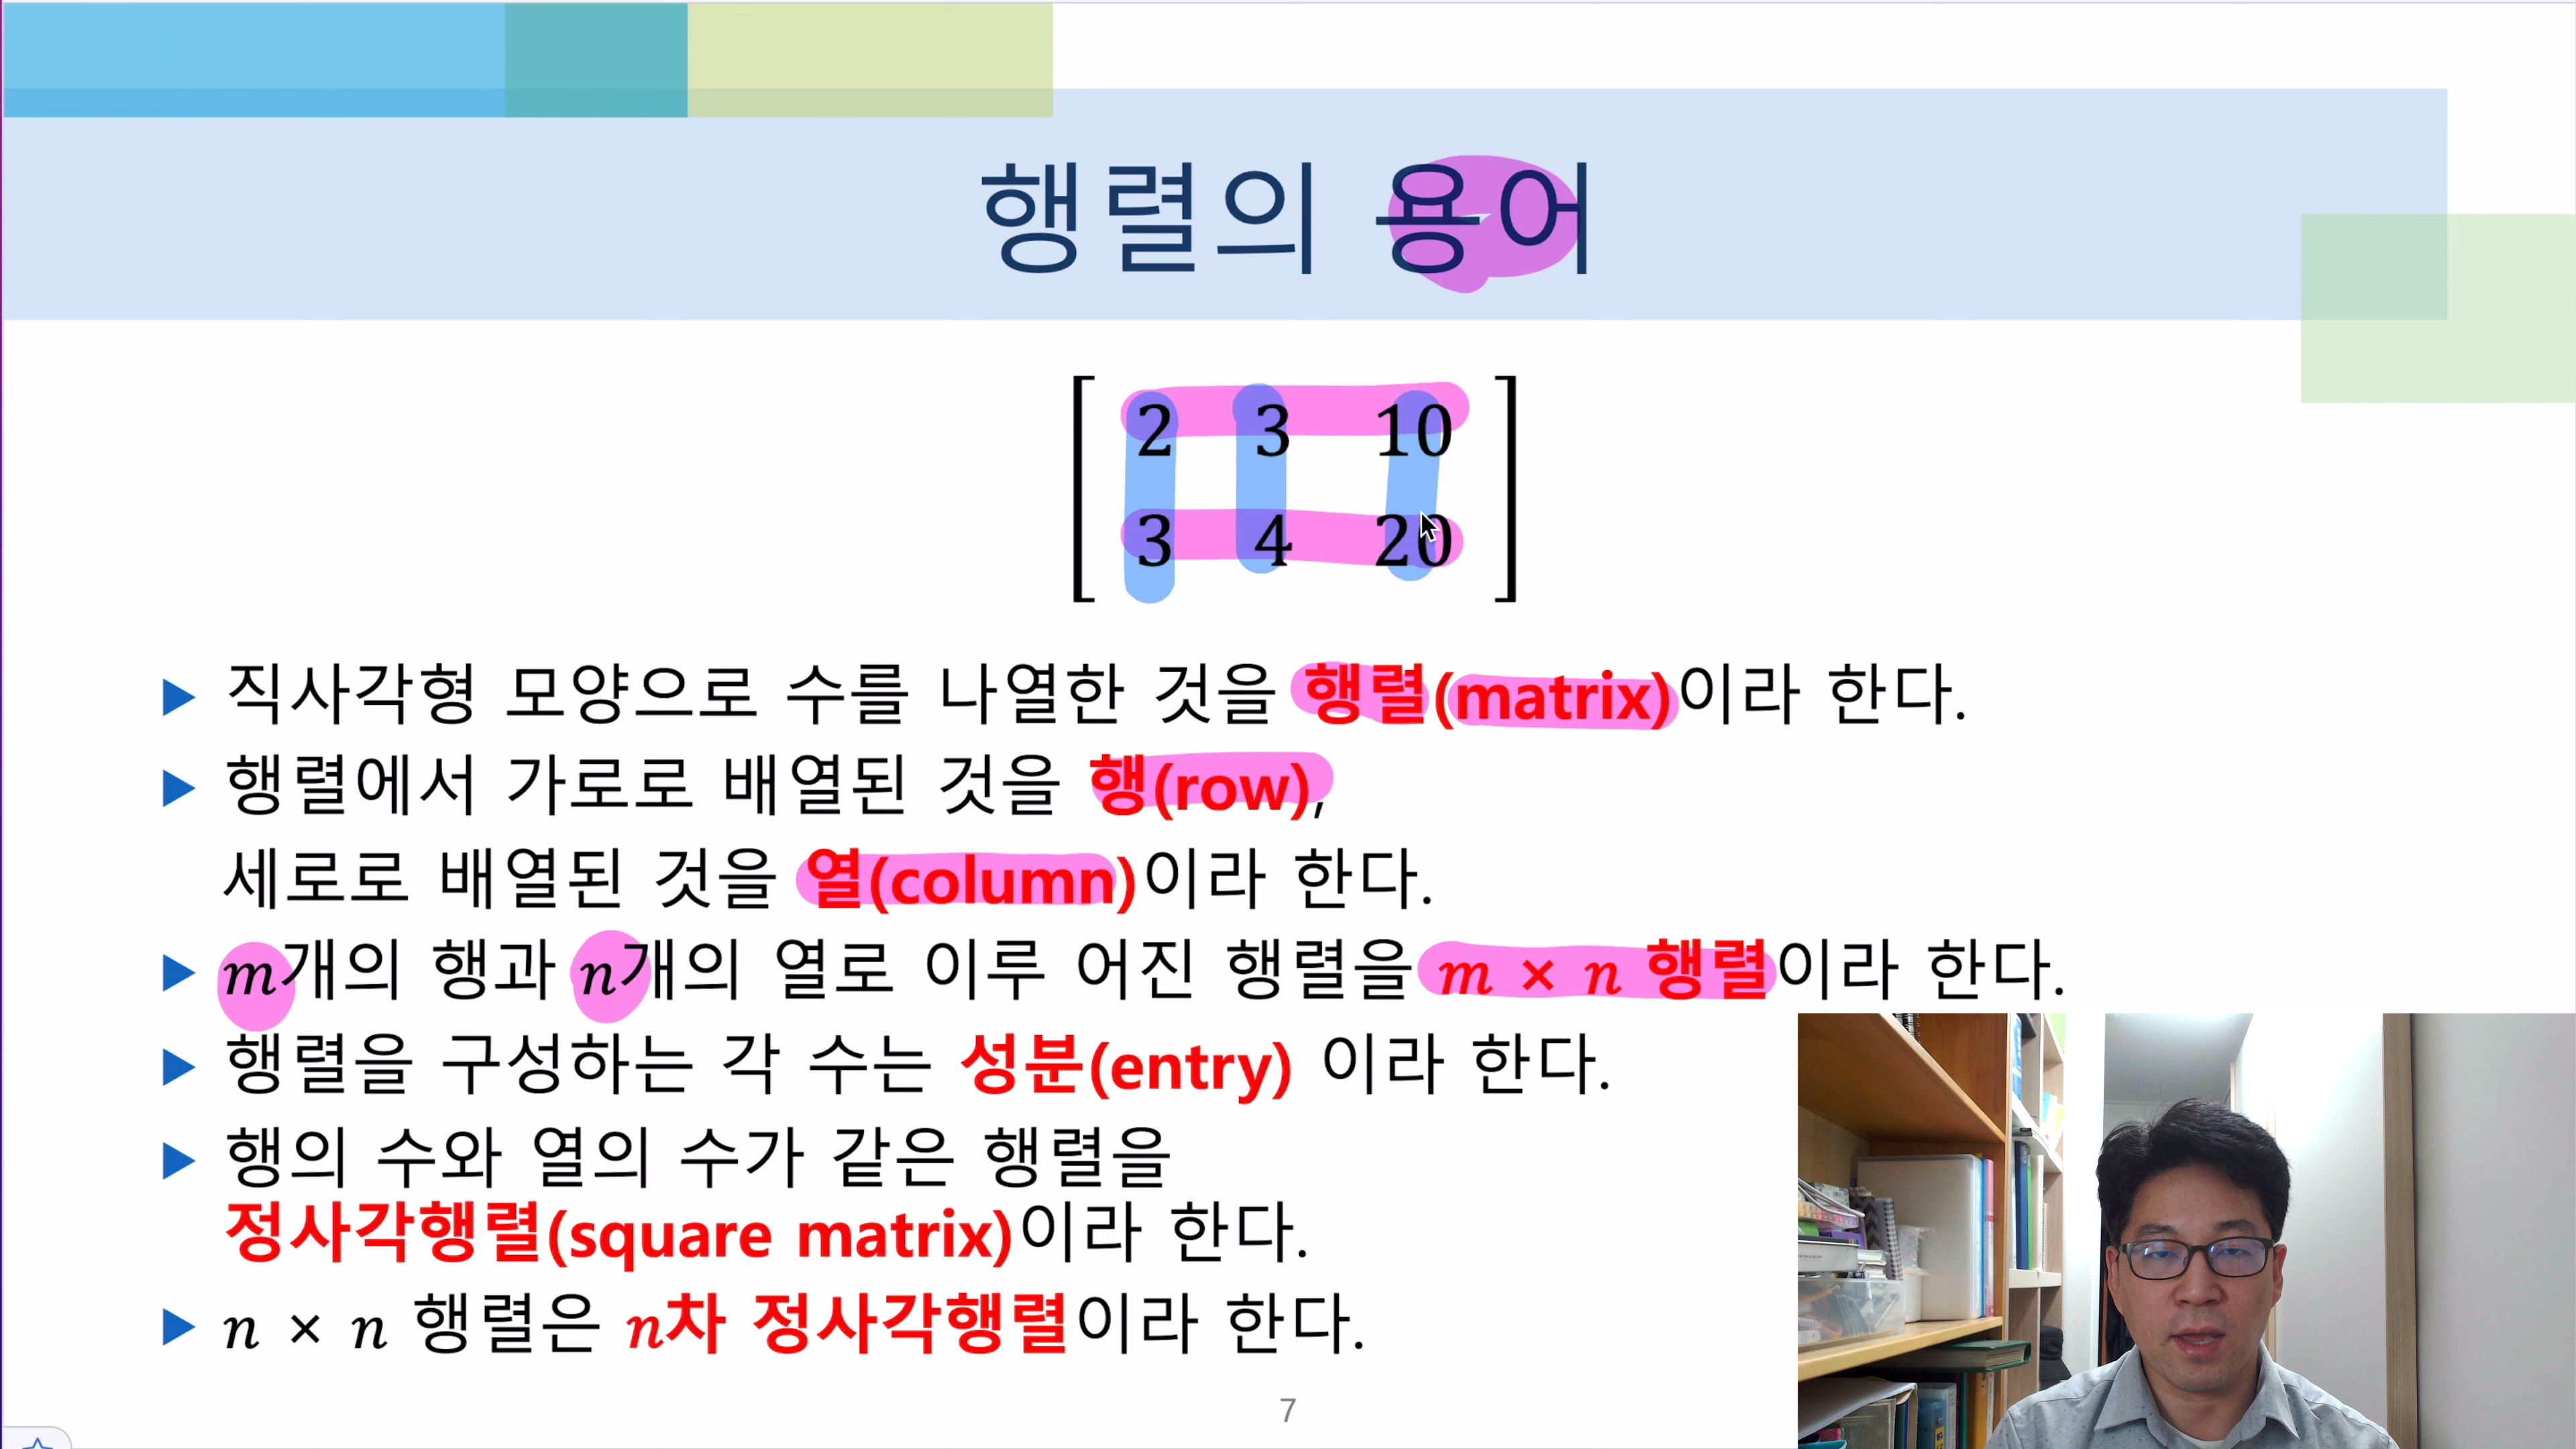 행렬의 용어
2 3 10
3 4 20
직사각형 모양으로 수를 나열한 것을 행렬(matrix)이라 한다.
행렬에서 가로로 배열된 것을 행(row),
세로로 배열된 것을 열(column)이라 한다.
m개의 행과 n개의 열로 이루 어진 행렬을 m × n 행렬이라 한다.
행렬을 구성하는 각 수는 성분(entry) 이라 한다.
행의 수와 열의 수가 같은 행렬을
정사각행렬(square matrix)이라 한다.
n × n 행렬은 n차 정사각행렬이라 한다.
7